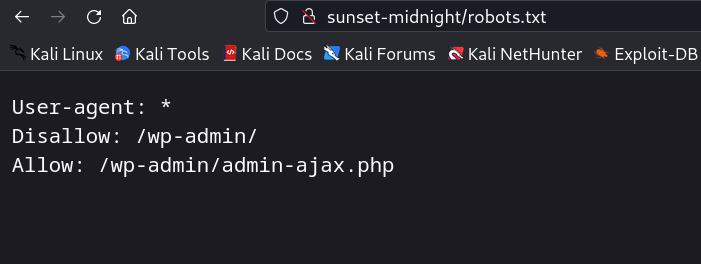 sunset-midnight/robots.txt
Kali Linux Kali Tools Kali Docs Kali Forums Kali NetHunter Exploit-DB
User-agent: *
Disallow: /wp-admin/
Allow: /wp-admin/admin-ajax.php